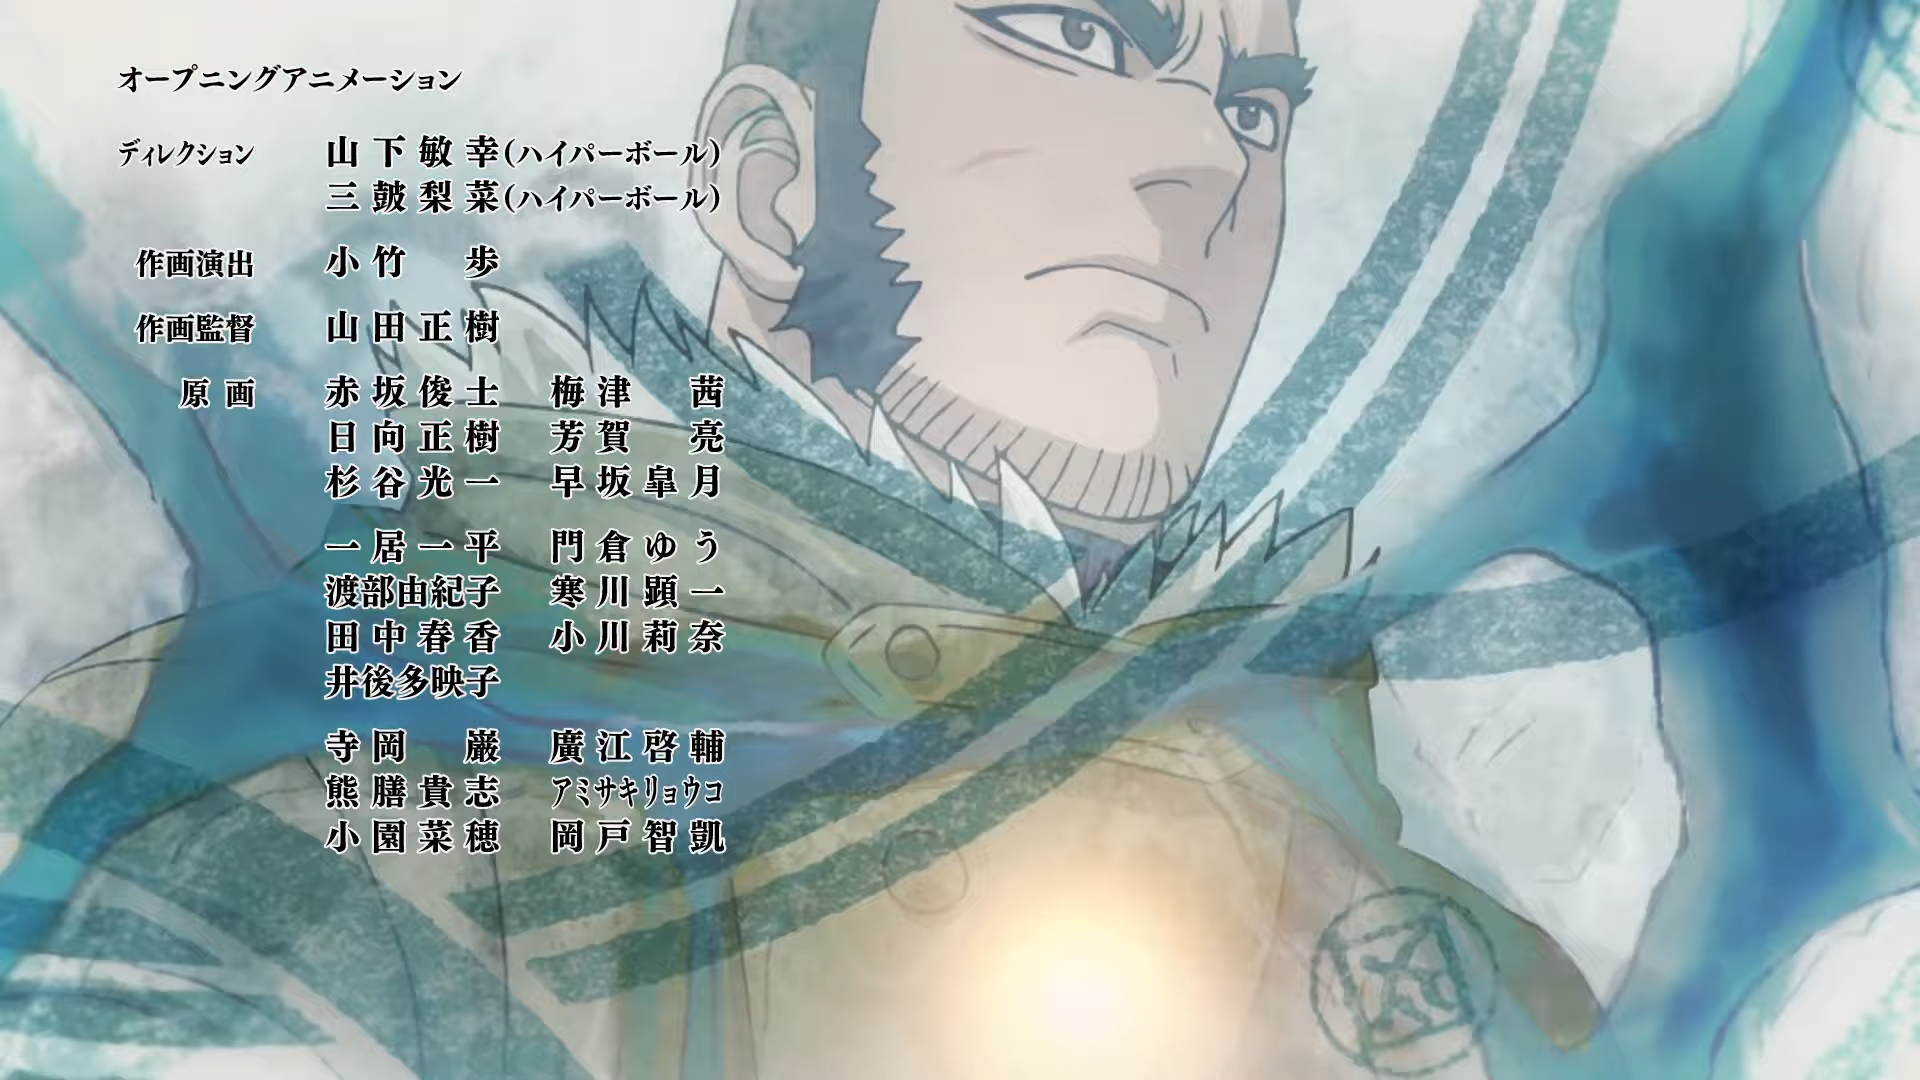 オープニングアニメーション
ディレクション 山下敏幸(ハイパーボール)
三皷梨菜(ハイパーボール)
作画演出 小竹 歩
作画監督 山田正樹
原画 赤坂俊士 梅津 茜
日向正樹 芳賀 亮
杉谷光一 早坂皐月
一居一平 門倉ゆう
渡部由紀子 寒川顕一
田中春香 小川莉奈
井後多映子
寺岡 巌 廣江啓輔
熊膳貴志 アミサキリョウコ
小園菜穂 岡戸智凱